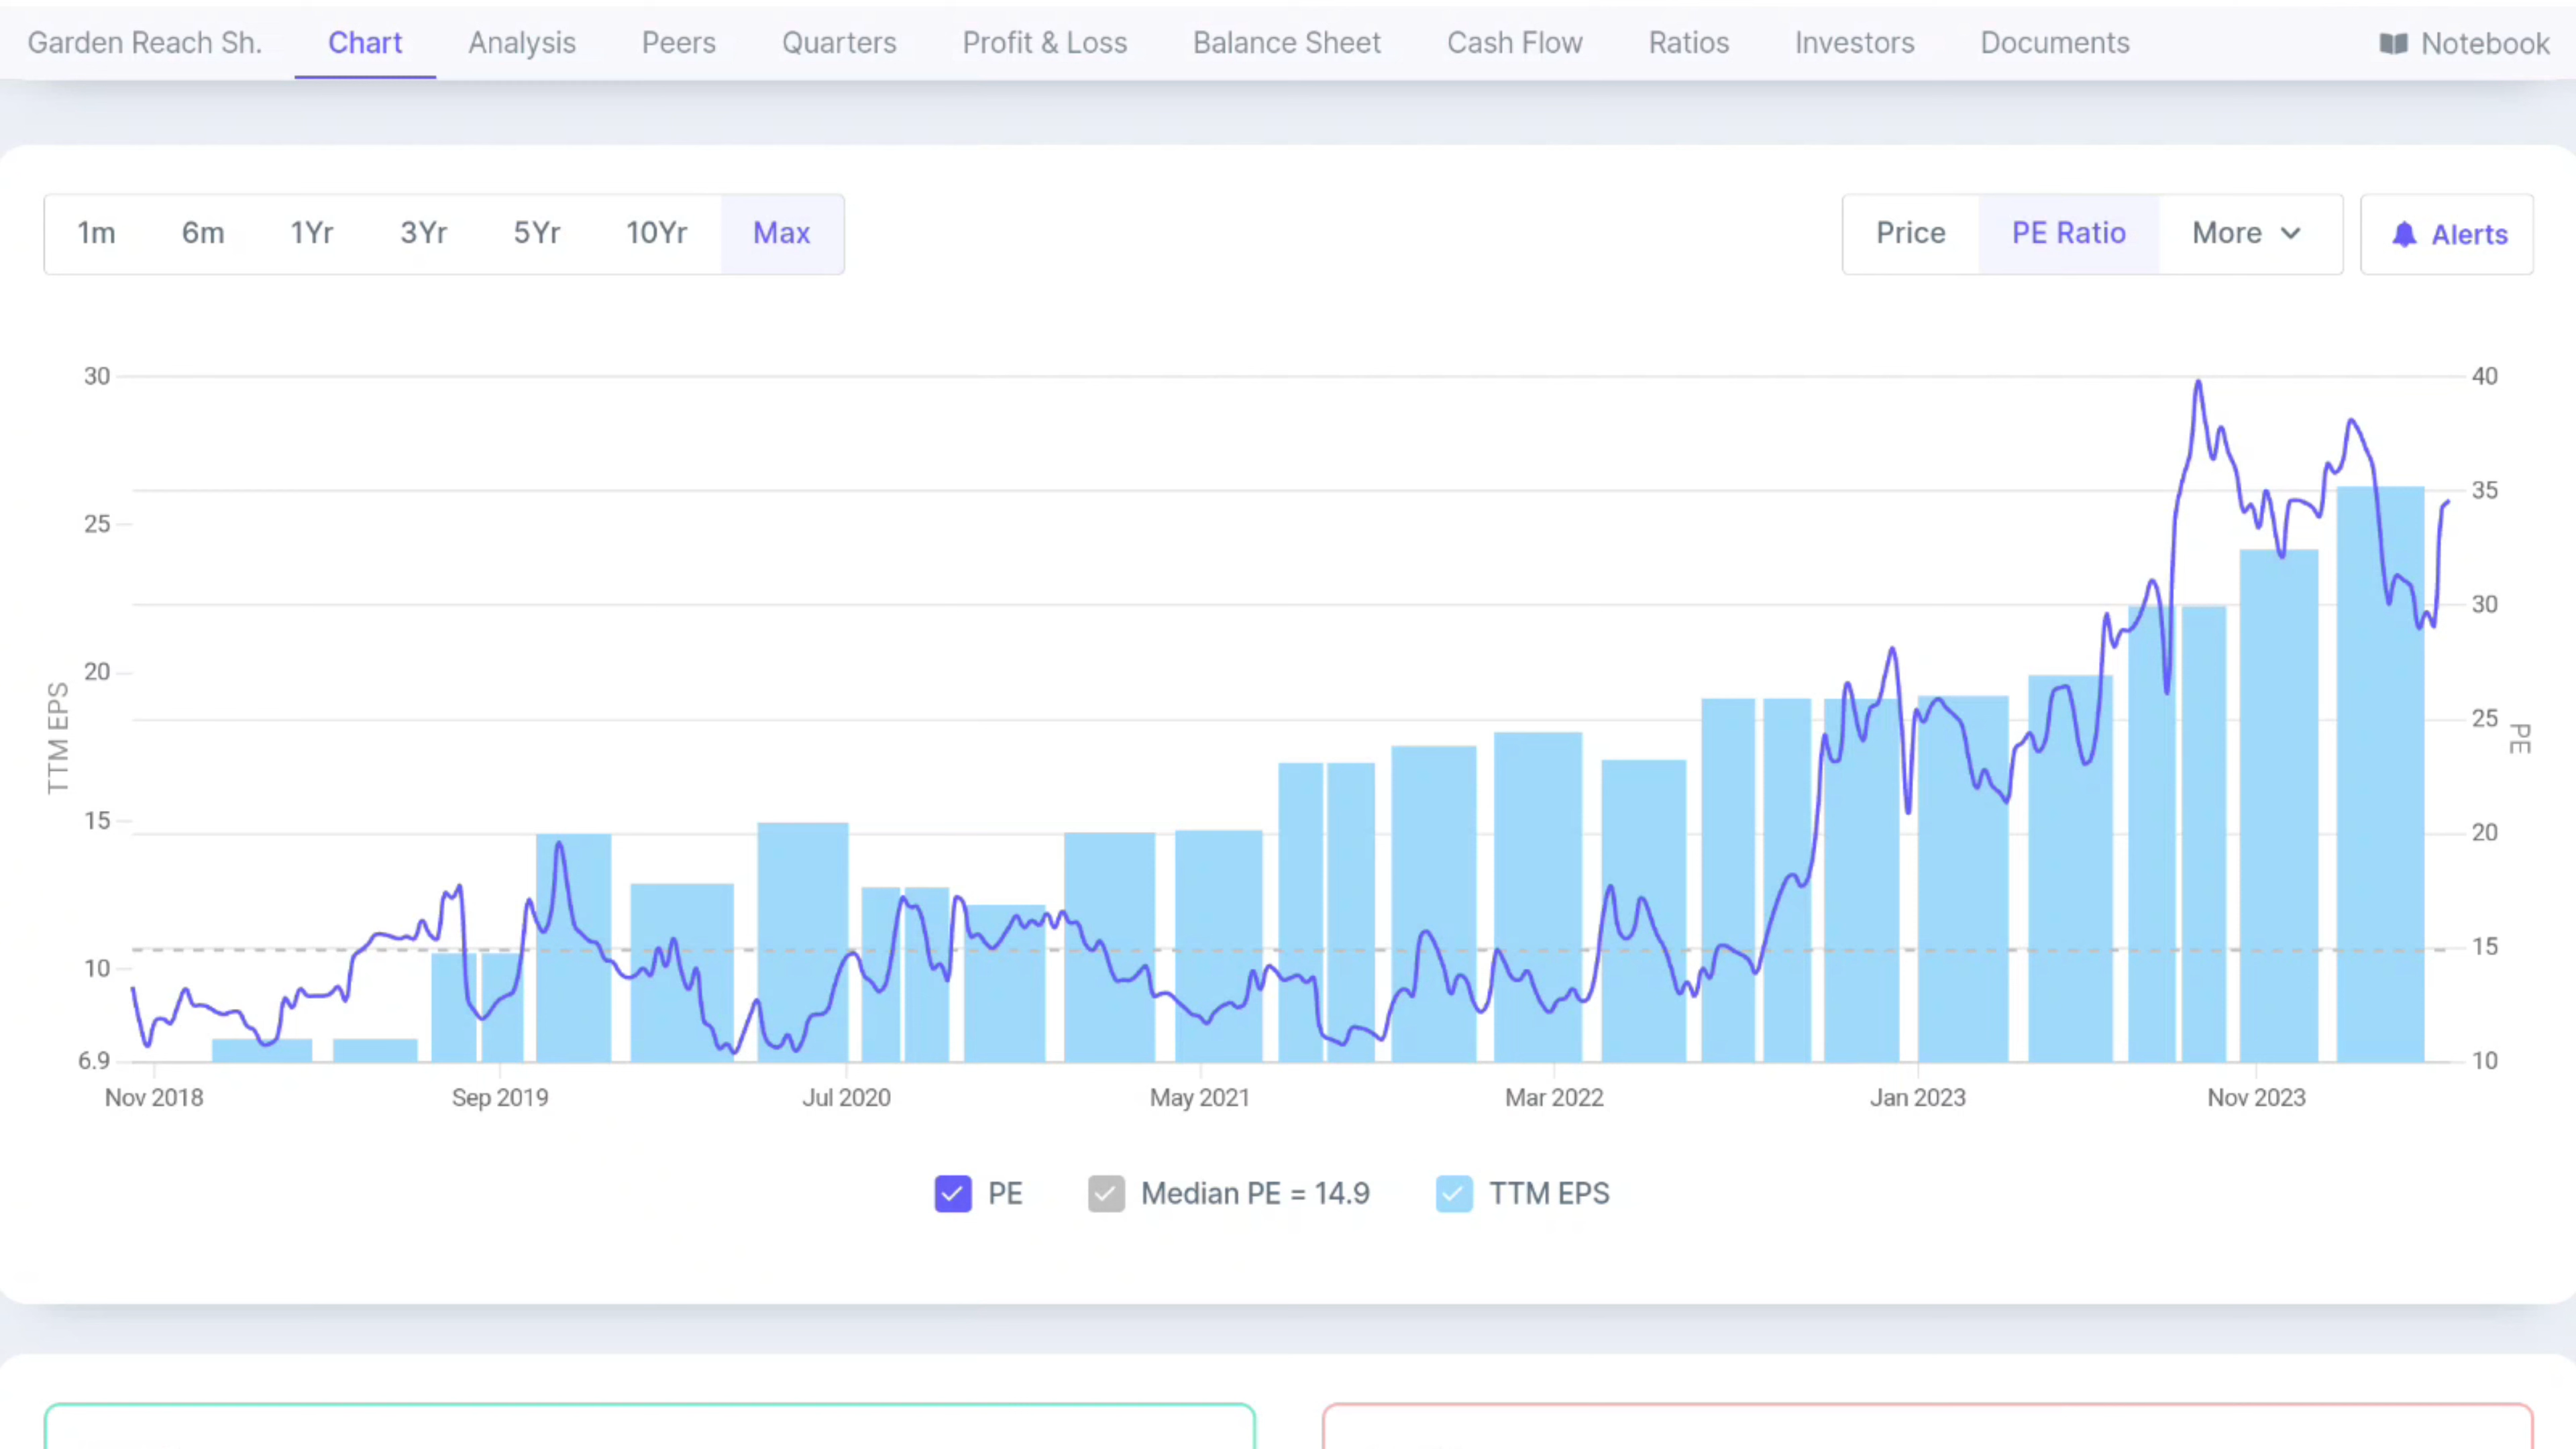 Garden Reach Sh. Chart Analysis Peers Quarters Profit & Loss Balance Sheet Cash Flow Ratios Investors Documents Notebook
1m 6m 1Yr 3Yr 5Yr 10Yr Max Price PE Ratio More Alerts
30 40
35
25
30
20
25
TTM EPS PE
15
20
15
10
6.9 10
Nov 2018 Sep 2019 Jul 2020 May 2021 Mar 2022 Jan 2023 Nov 2023
PE Median PE = 14.9 TTM EPS